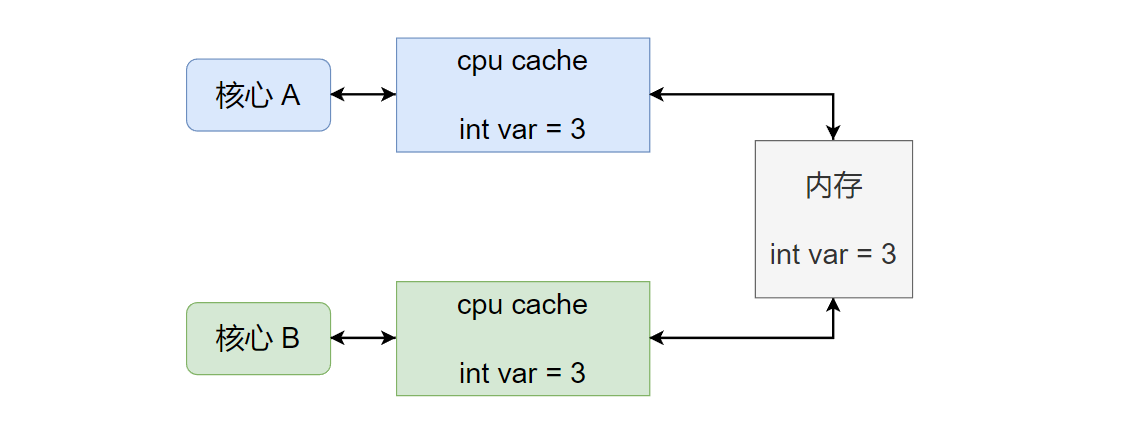 核心 A
cpu cache
int var = 3
内存
int var = 3
核心 B
cpu cache
int var = 3